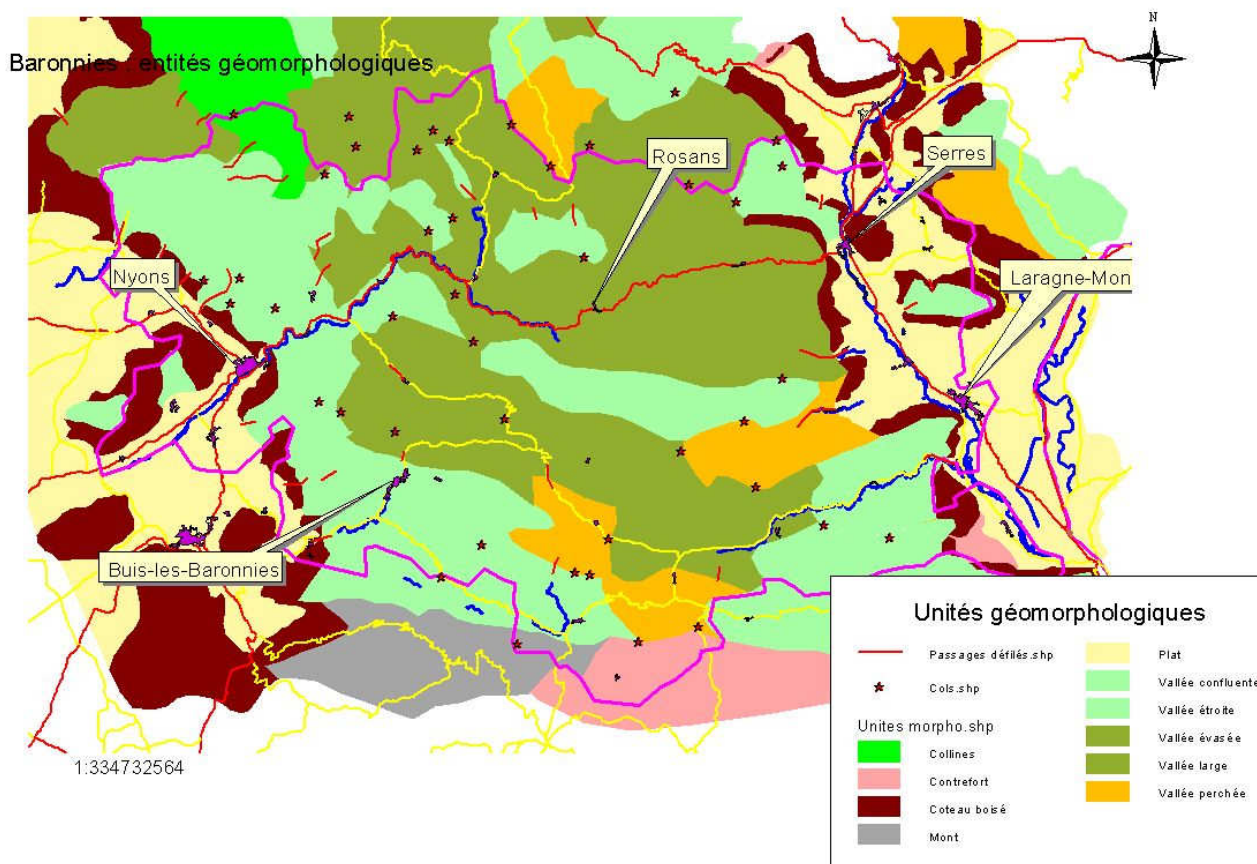 N
Baronnies : entités géomorphologiques
Rosans
Serres
Nyons
Laragne-Mon
Buis-les-Baronnies
1:334732564
Unités géomorphologiques
Passages défilés.shp
Cols.shp
Unites morpho.shp
Collines
Contrefort
Coteau boisé
Mont
Plat
Vallée confluente
Vallée étroite
Vallée évasée
Vallée large
Vallée perchée